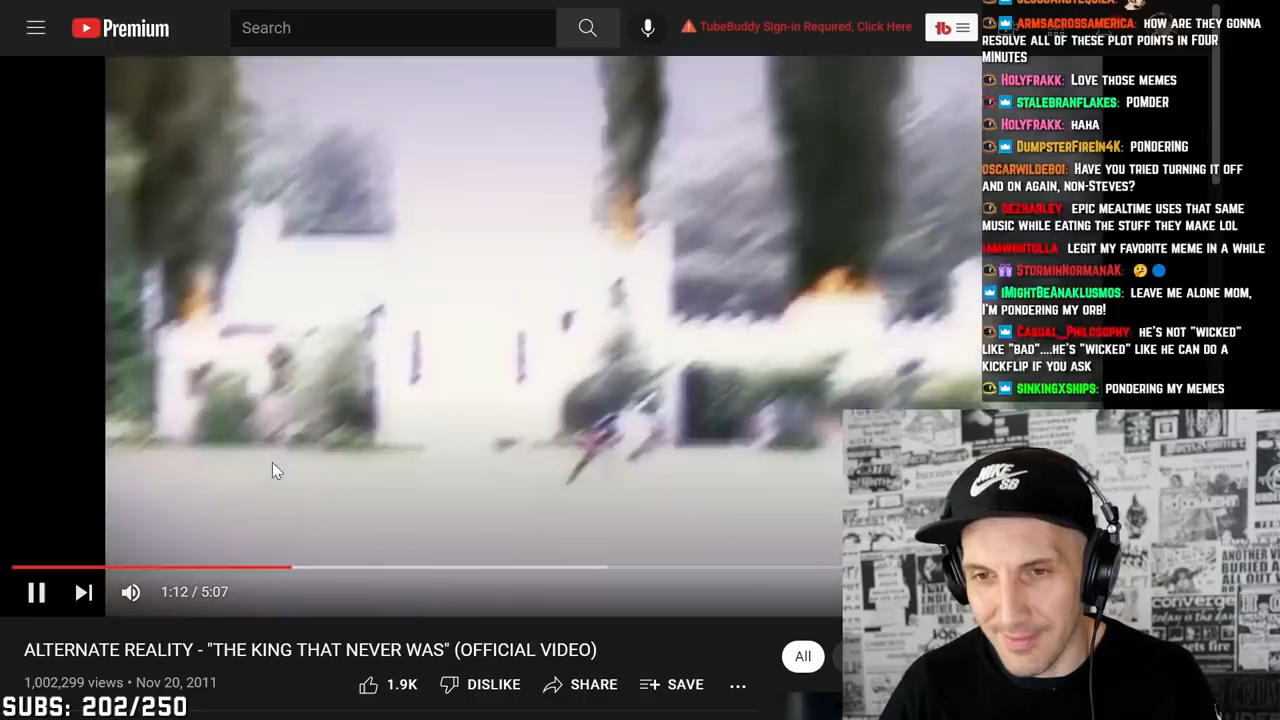 Premium
Search
TubeBuddy Sign-in Required, Click Here
tb
ARMSACROSSAMERICA: HOW ARE THEY GONNA
RESOLVE ALL OF THESE PLOT POINTS IN FOUR
MINUTES
HOLYFRAKK: LOVE THOSE MEMES
STALEBRANFLAKES: POMDER
HOLYFRAKK: HAHA
DUMPSTERFIREIN4K: PONDERING
OSCARWILDEBOI: HAVE YOU TRIED TURNING IT OFF
AND ON AGAIN, NON-STEVES?
DEZHARLEY: EPIC MEALTIME USES THAT SAME
MUSIC WHILE EATING THE STUFF THEY MAKE LOL
LEGIT MY FAVORITE MEME IN A WHILE
STORMINNORMANAK:
IMIGHTBEANAKLUSMOS: LEAVE ME ALONE MOM,
I'M PONDERING MY ORB!
CASUAL_PHILOSOPHY: HE'S NOT "WICKED"
LIKE "BAD"....HE'S "WICKED" LIKE HE CAN DO A
KICKFLIP IF YOU ASK
SINKINGXSHIPS: PONDERING MY MEMES
NIKE
SB
converge
1:12 / 5:07
ALTERNATE REALITY - "THE KING THAT NEVER WAS" (OFFICIAL VIDEO)
All
1,002,299 views • Nov 20, 2011
1.9K
DISLIKE
SHARE
SAVE
SUBS: 202/250